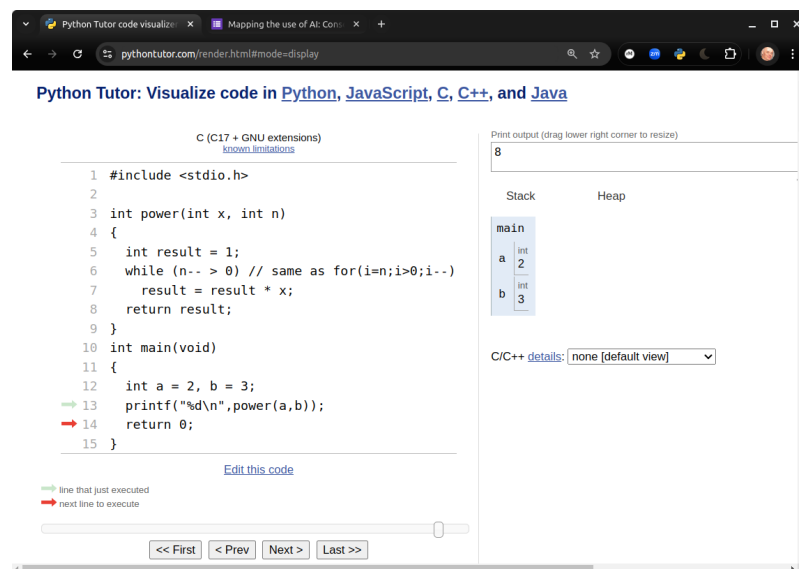 Python Tutor code visualizer
Mapping the use of AI: Cons
pythontutor.com/render.html#mode=display
Python Tutor: Visualize code in Python, JavaScript, C, C++, and Java
C (C17 + GNU extensions)
known limitations
1 #include <stdio.h>
2
3 int power(int x, int n)
4 {
5 int result = 1;
6 while (n-- > 0) // same as for(i=n;i>0;i--)
7 result = result * x;
8 return result;
9 }
10 int main(void)
11 {
12 int a = 2, b = 3;
13 printf("%d\n",power(a,b));
14 return 0;
15 }
Edit this code
line that just executed
next line to execute
<< First
< Prev
Next >
Last >>
Print output (drag lower right corner to resize)
8
Stack Heap
main
a int 2
b int 3
C/C++ details: none [default view]